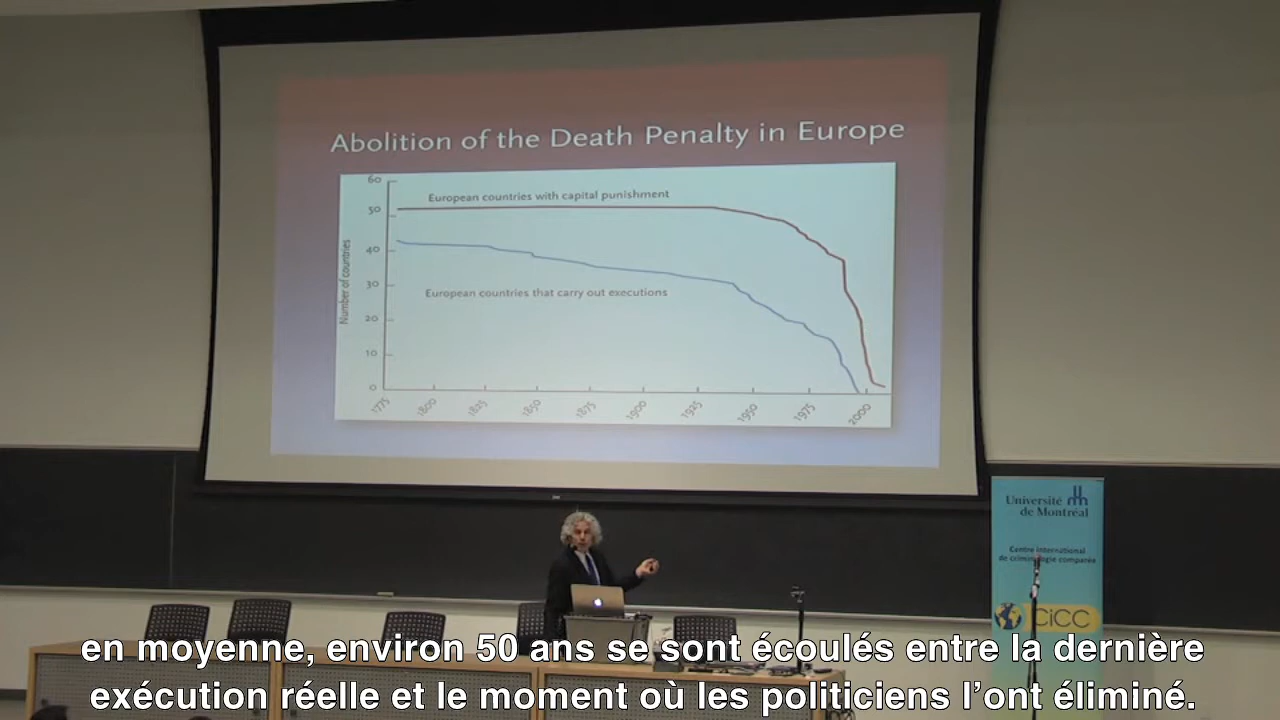 Abolition of the Death Penalty in Europe
60
European countries with capital punishment
50
40
Number of countries
30
European countries that carry out executions
20
10
0
1775 1800 1825 1850 1875 1900 1925 1950 1975 2000
Université
de Montréal
Centre international
de criminologie comparée
CiCC
en moyenne, environ 50 ans se sont écoulés entre la dernière
exécution réelle et le moment où les politiciens l’ont éliminé.